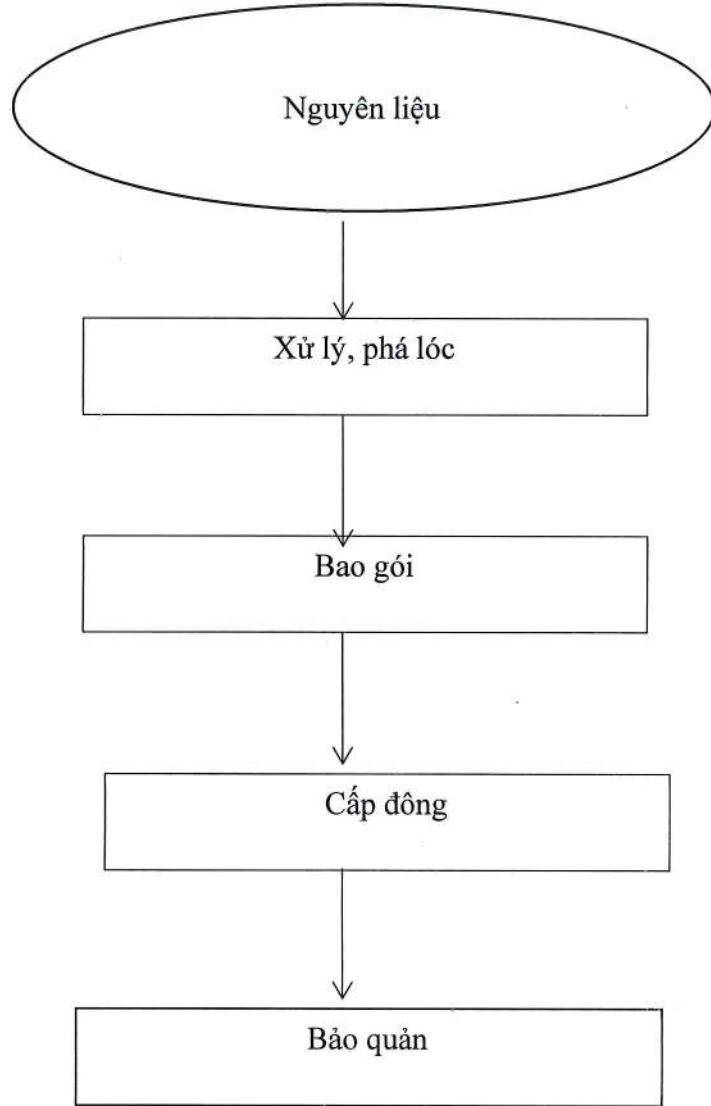 Nguyên liệu
Xử lý, phá lóc
Bao gói
Cấp đông
Bảo quản